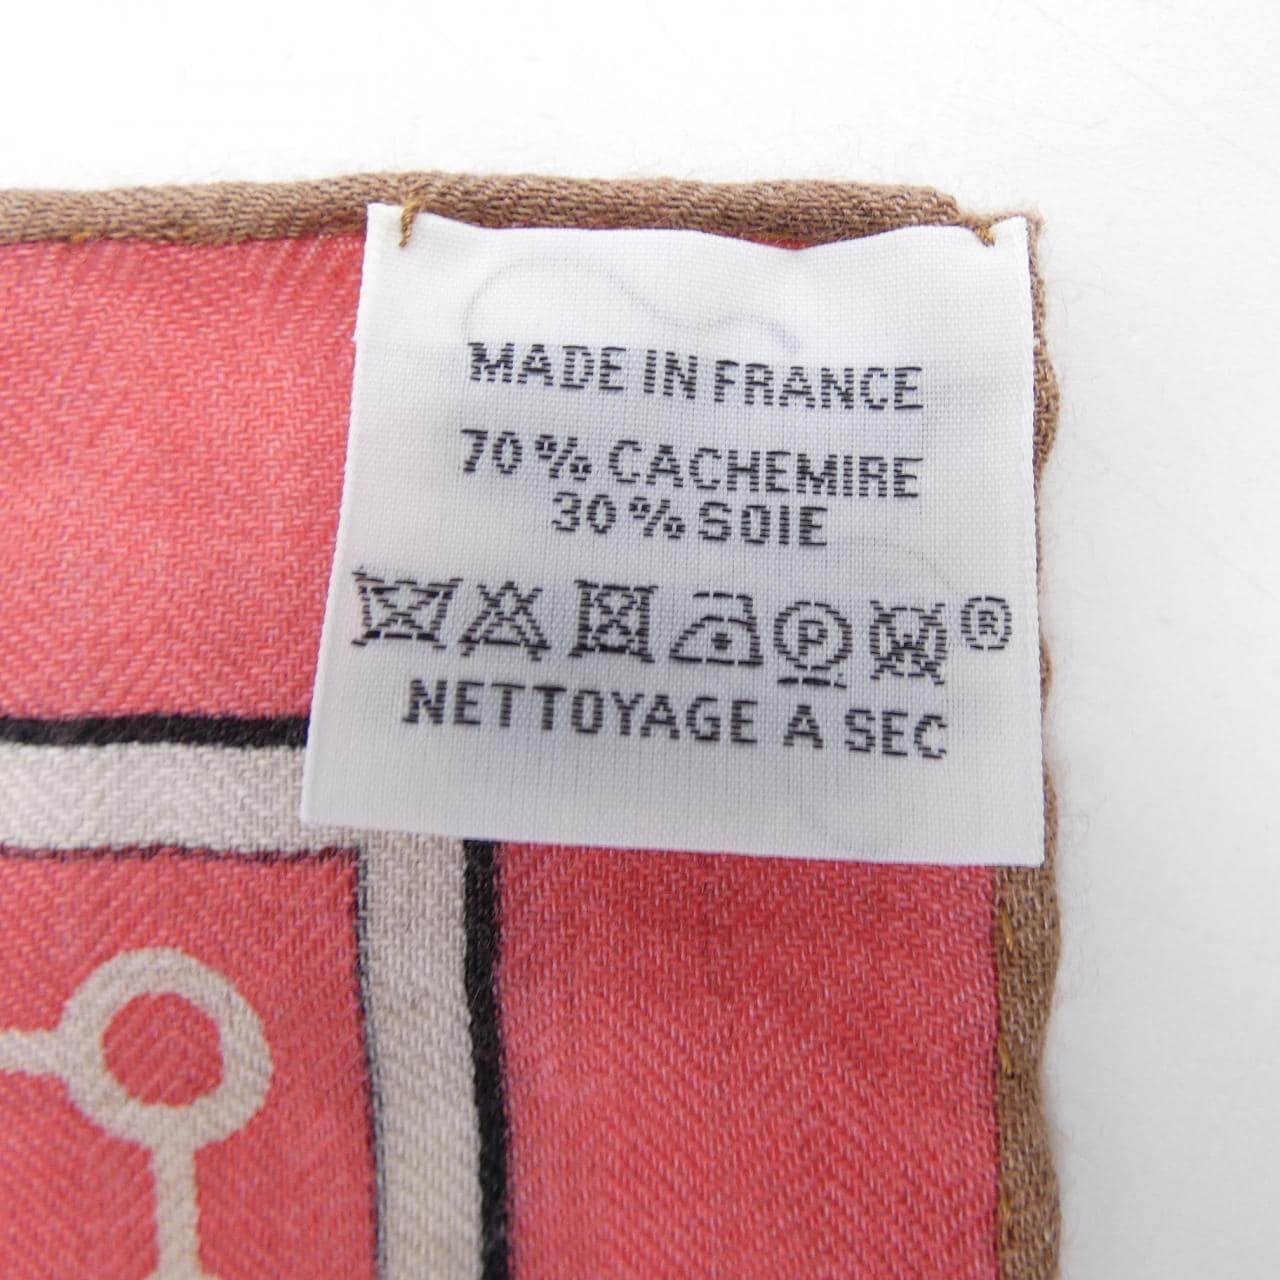 MADE IN FRANCE
70% CACHEMIRE
30% SOIE
P W ®
NETTOYAGE A SEC